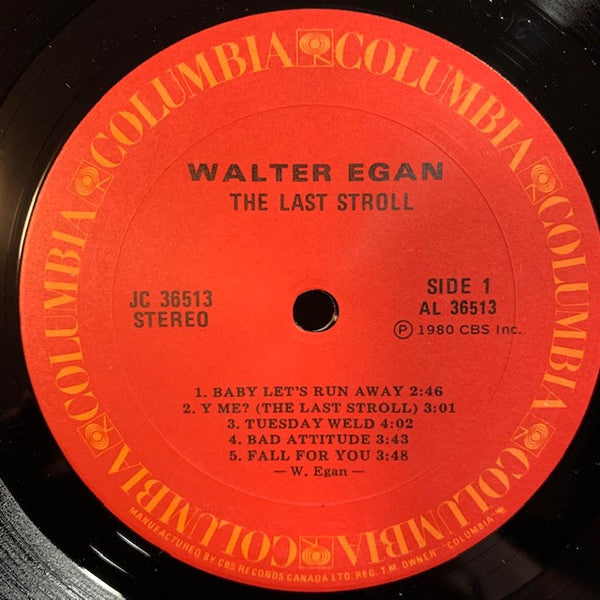 COLUMBIA COLUMBIA COLUMBIA COLUMBIA COLUMBIA COLUMBIA
WALTER EGAN
THE LAST STROLL
JC 36513
STEREO
SIDE 1
AL 36513
Ⓟ 1980 CBS Inc.
1. BABY LET'S RUN AWAY 2:46
2. Y ME? (THE LAST STROLL) 3:01
3. TUESDAY WELD 4:02
4. BAD ATTITUDE 3:43
5. FALL FOR YOU 3:48
— W. Egan —
MANUFACTURED BY CBS RECORDS CANADA LTD. REG. T.M. OWNER "COLUMBIA"